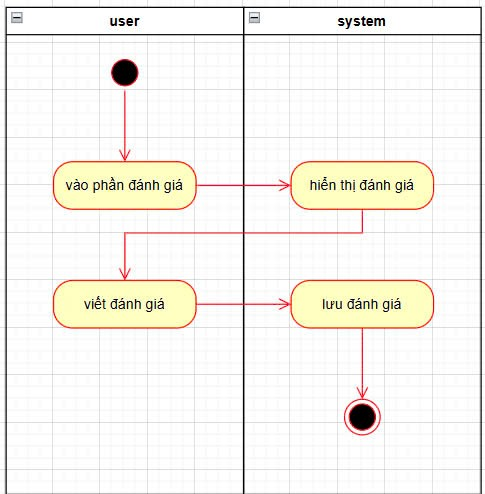 user
system
vào phần đánh giá
hiển thị đánh giá
viết đánh giá
lưu đánh giá